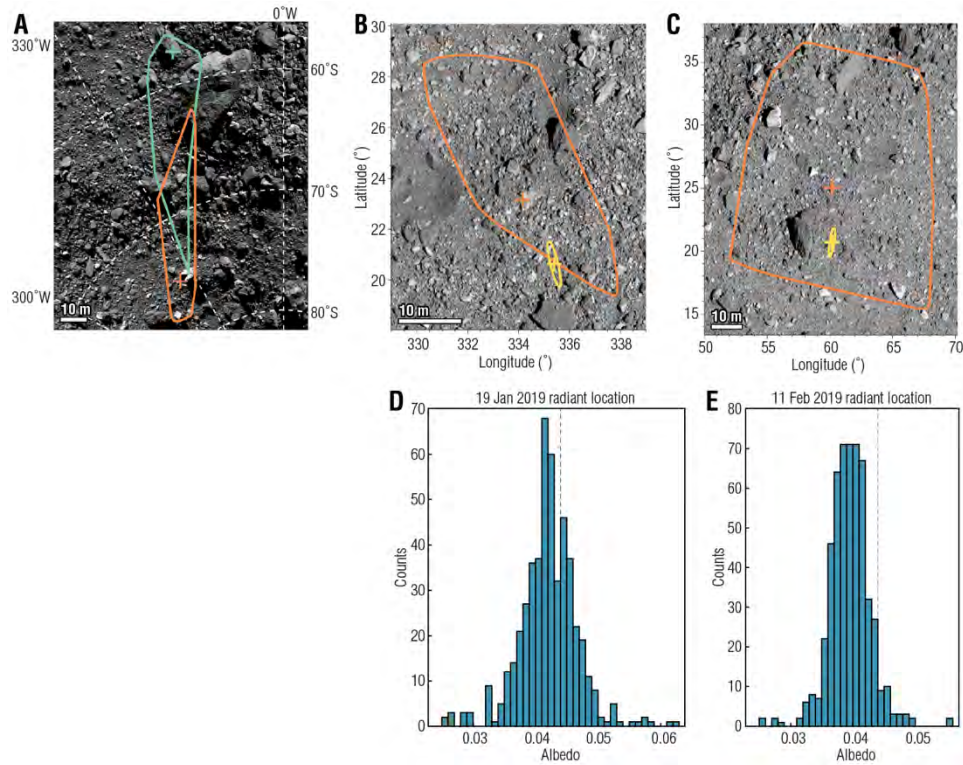 A
0°W
330°W
60°S
70°S
300°W
80°S
10 m
B
30
28
26
24
22
20
Latitude (°)
10 m
330 332 334 336 338
Longitude (°)
C
35
30
25
20
15
Latitude (°)
10 m
50 55 60 65 70
Longitude (°)
D
19 Jan 2019 radiant location
70
60
50
40
30
20
10
0
Counts
0.03 0.04 0.05 0.06
Albedo
E
11 Feb 2019 radiant location
80
70
60
50
40
30
20
10
0
0.03 0.04 0.05
Albedo